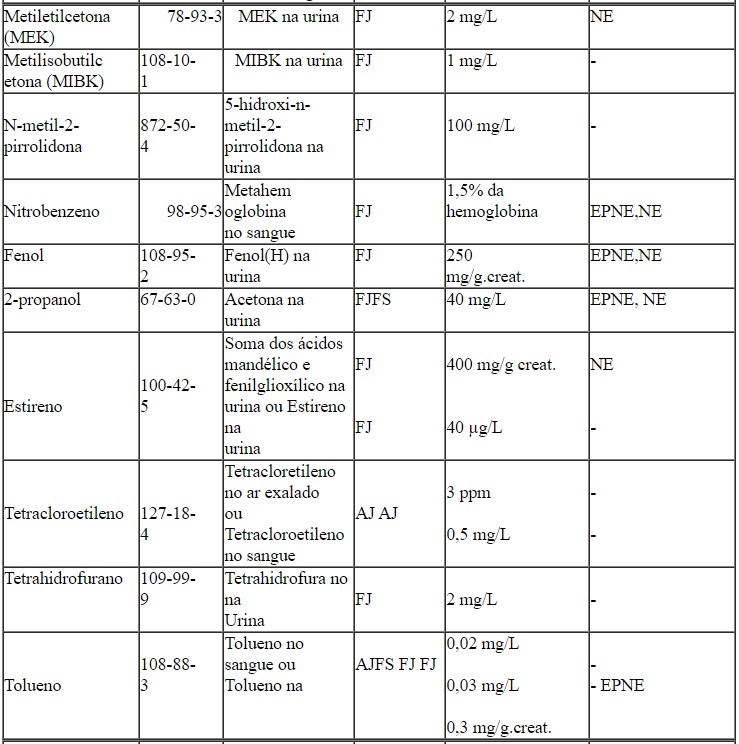 Metiletilcetona 78-93-3 MEK na urina FJ 2 mg/L NE
(MEK)
Metilisobutilc 108-10- MIBK na urina FJ 1 mg/L -
etona (MIBK) 1
5-hidroxi-n-
N-metil-2- 872-50- metil-2- FJ 100 mg/L -
pirrolidona 4 pirrolidona na
urina
Metahem 1,5% da
Nitrobenzeno 98-95-3 oglobina FJ hemoglobina EPNE,NE
no sangue
Fenol 108-95- Fenol(H) na FJ 250 EPNE,NE
2 urina mg/g.creat.
2-propanol 67-63-0 Acetona na FJFS 40 mg/L EPNE, NE
urina
Soma dos ácidos
mandélico e FJ 400 mg/g creat. NE
100-42- fenilglioxílico na
Estireno 5 urina ou Estireno
na FJ 40 µg/L -
urina
Tetracloretileno
no ar exalado 3 ppm -
Tetracloroetileno 127-18- ou AJ AJ
4 Tetracloroetileno 0,5 mg/L -
no sangue
Tetrahidrofurano 109-99- Tetrahidrofura no
9 na FJ 2 mg/L -
Urina
Tolueno no 0,02 mg/L
108-88- sangue ou AJFS FJ FJ -
Tolueno 3 Tolueno na 0,03 mg/L - EPNE
0,3 mg/g.creat.